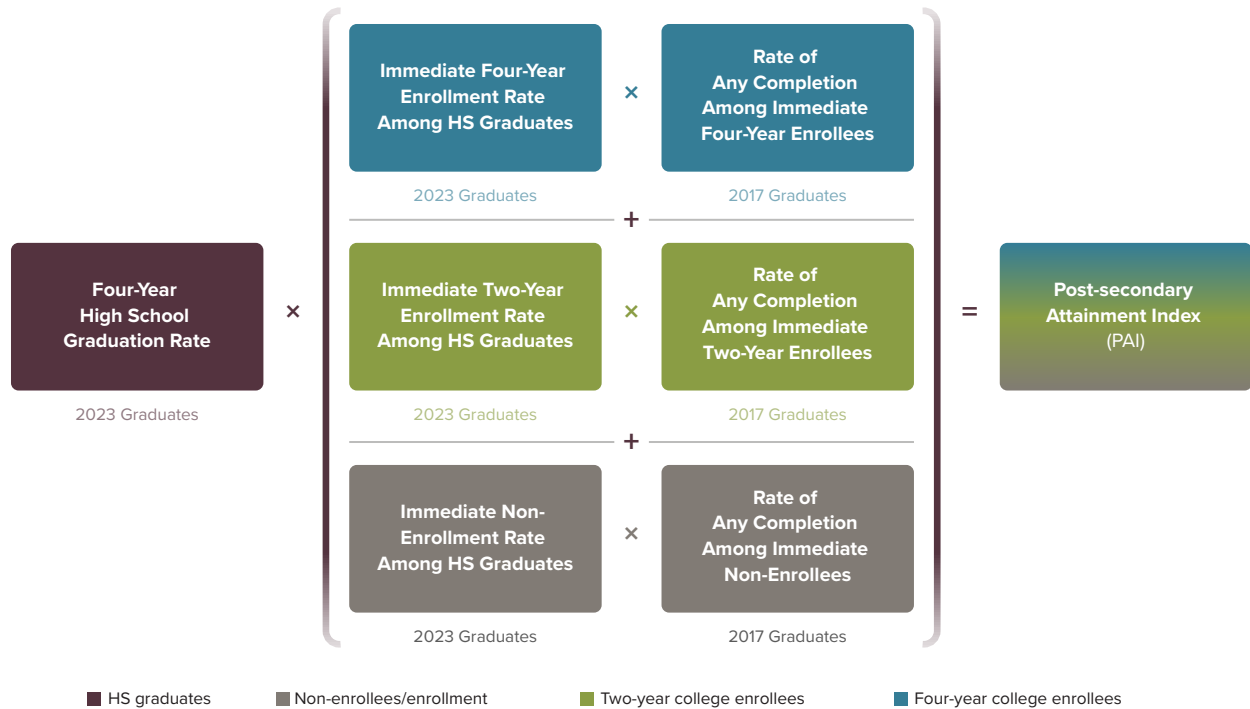 Immediate Four-Year
Enrollment Rate
Among HS Graduates
×
Rate of
Any Completion
Among Immediate
Four-Year Enrollees
2023 Graduates
2017 Graduates
+
Four-Year
High School
Graduation Rate
2023 Graduates
×
Immediate Two-Year
Enrollment Rate
Among HS Graduates
×
Rate of
Any Completion
Among Immediate
Two-Year Enrollees
2023 Graduates
2017 Graduates
=
Post-secondary
Attainment Index
(PAI)
+
Immediate Non-
Enrollment Rate
Among HS Graduates
×
Rate of
Any Completion
Among Immediate
Non-Enrollees
2023 Graduates
2017 Graduates
HS graduates
Non-enrollees/enrollment
Two-year college enrollees
Four-year college enrollees